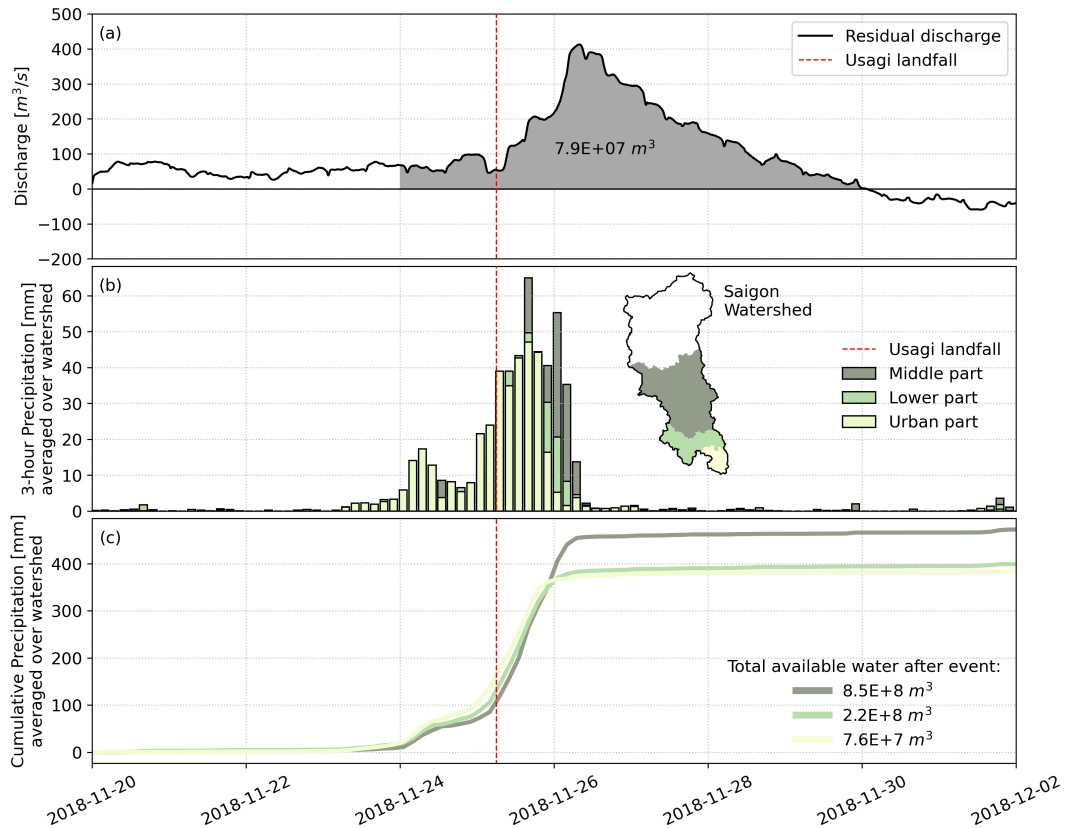 (a)
500
400
300
200
100
0
−100
−200
Discharge [m³/s]
Residual discharge
Usagi landfall
7.9E+07 m³
(b)
60
50
40
30
20
10
0
3-hour Precipitation [mm]
averaged over watershed
Saigon
Watershed
Usagi landfall
Middle part
Lower part
Urban part
(c)
400
300
200
100
0
Cumulative Precipitation [mm]
averaged over watershed
Total available water after event:
8.5E+8 m³
2.2E+8 m³
7.6E+7 m³
2018-11-20
2018-11-22
2018-11-24
2018-11-26
2018-11-28
2018-11-30
2018-12-02